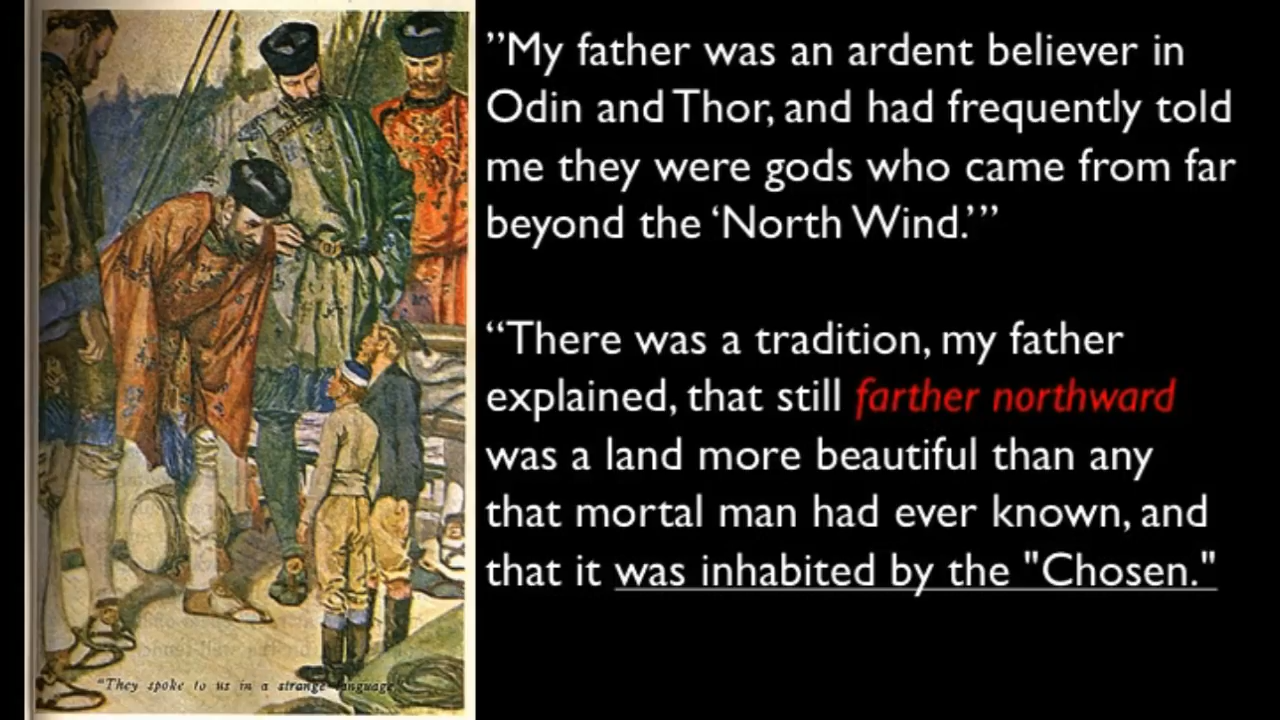 ”My father was an ardent believer in
Odin and Thor, and had frequently told
me they were gods who came from far
beyond the ‘North Wind.’”
“There was a tradition, my father
explained, that still farther northward
was a land more beautiful than any
that mortal man had ever known, and
that it was inhabited by the "Chosen."
"They spoke to us in a strange language."